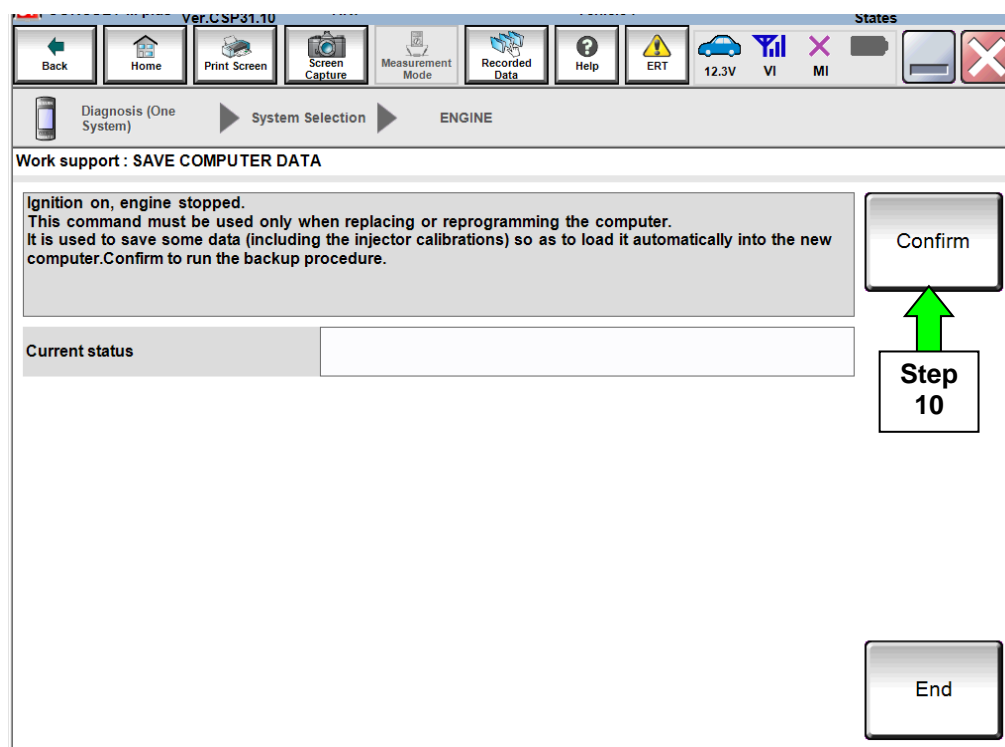 Ver.CSP31.10
States
Back
Home
Print Screen
Screen
Capture
Measurement
Mode
Recorded
Data
Help
ERT
12.3V
VI
MI
Diagnosis (One
System)
System Selection
ENGINE
Work support : SAVE COMPUTER DATA
Ignition on, engine stopped.
This command must be used only when replacing or reprogramming the computer.
It is used to save some data (including the injector calibrations) so as to load it automatically into the new
computer.Confirm to run the backup procedure.
Confirm
Current status
Step
10
End